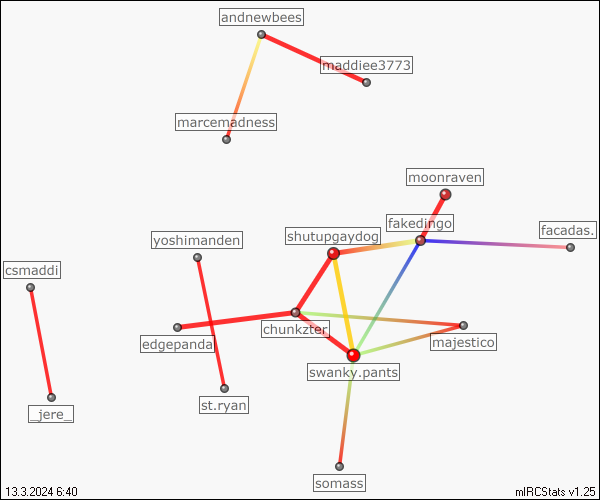 andnewbees
maddiee3773
marcemadness
moonraven
fakedingo
facadas.
shutupgaydog
yoshimanden
csmaddi
chunkzter
edgepanda
majestico
swanky.pants
st.ryan
_jere_
somass
13.3.2024 6:40
mIRCStats v1.25